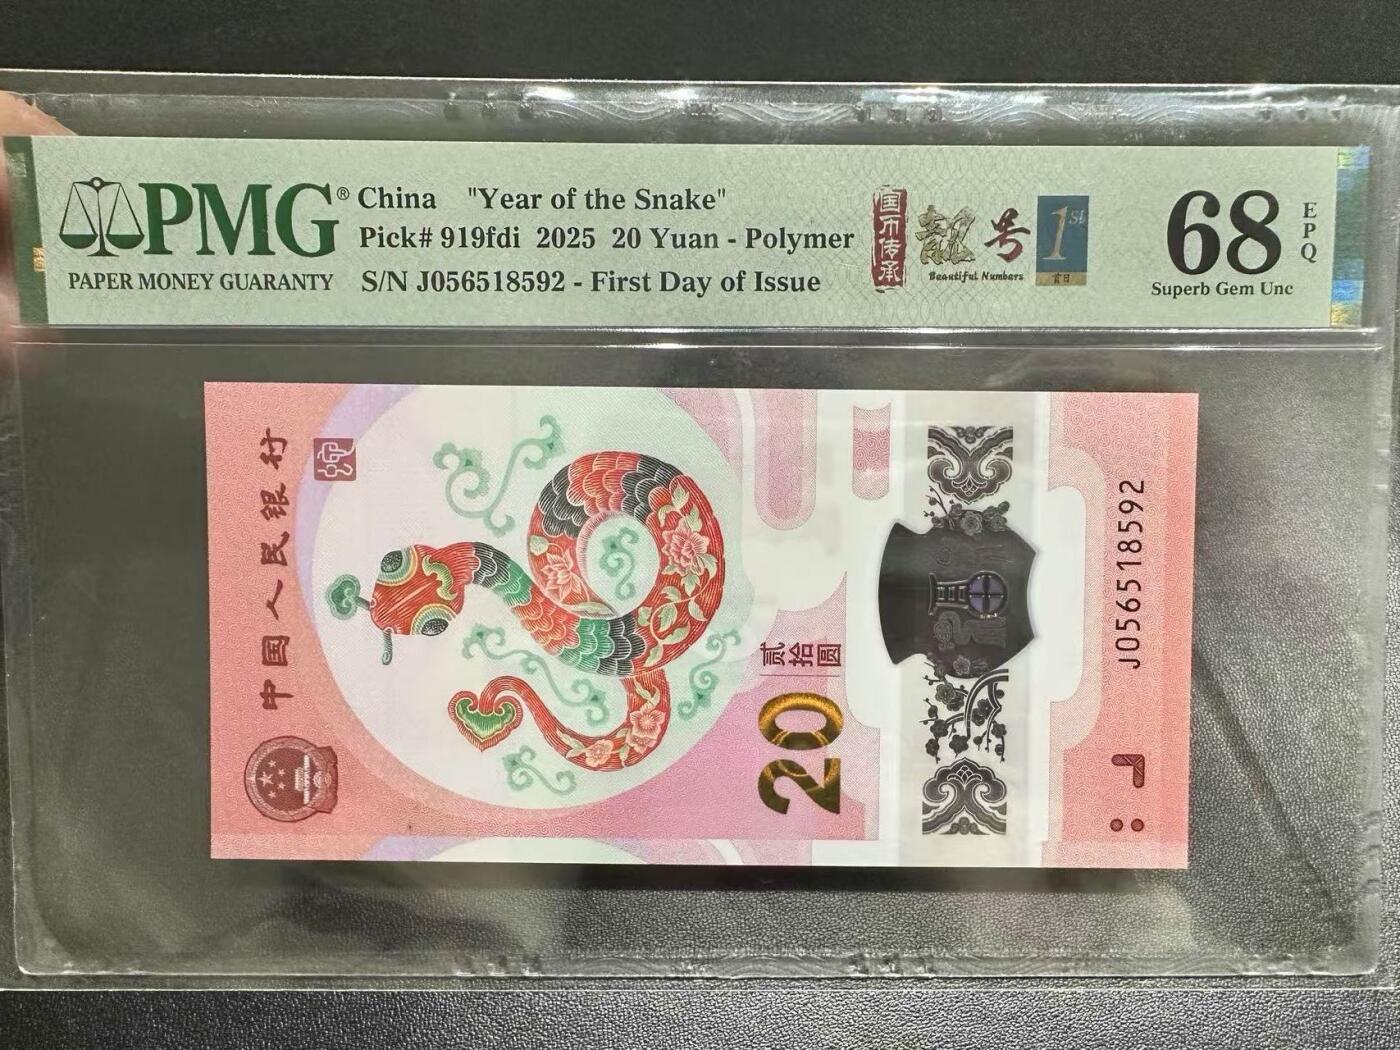 PMG®
PAPER MONEY GUARANTY
China "Year of the Snake"
Pick# 919fdi 2025 20 Yuan - Polymer
S/N J056518592 - First Day of Issue
国币传承
靓号
Beautiful Numbers
1st
首日
68
EPQ
Superb Gem Unc
中国人民银行
贰拾圆
20
J056518592